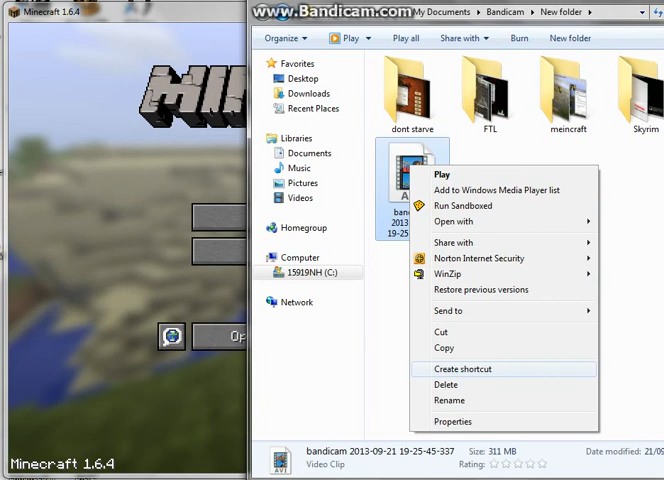 Minecraft 1.6.4
www.Bandicam.com
My Documents
Bandicam
New folder
Organize
Play
Play all
Share with
Burn
New folder
Favorites
Desktop
Downloads
Recent Places
Libraries
Documents
Music
Pictures
Videos
Homegroup
Computer
15919NH (C:)
Network
dont starve
FTL
meincraft
Skyrim
Play
Add to Windows Media Player list
Run Sandboxed
Open with
Share with
Norton Internet Security
WinZip
Restore previous versions
Send to
Cut
Copy
Create shortcut
Delete
Rename
Properties
Minecraft 1.6.4
AVI
bandicam 2013-09-21 19-25-45-337
Video Clip
Size: 311 MB
Rating:
Date modified: 21/09